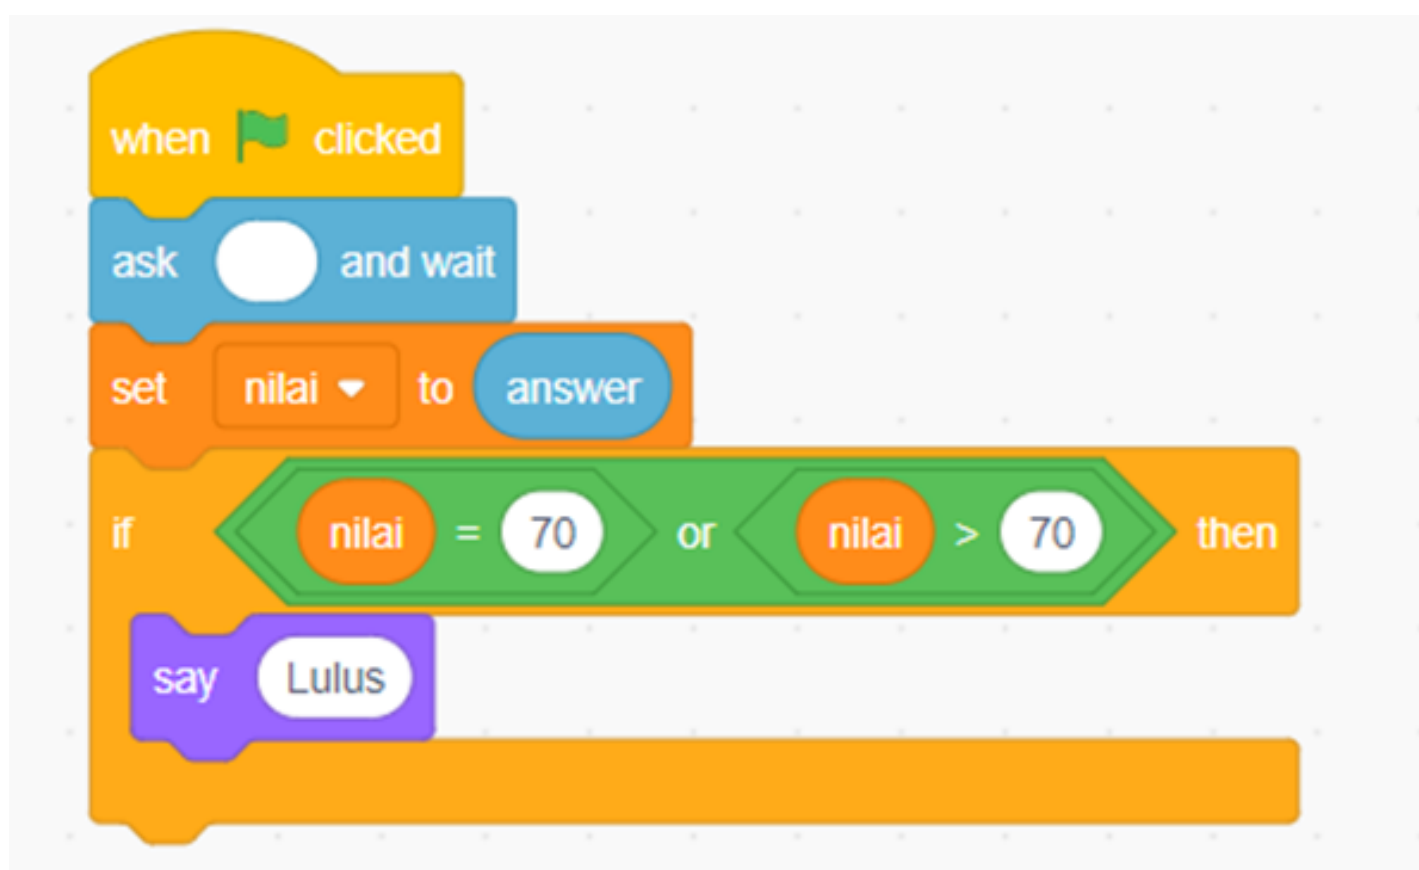 when clicked
ask and wait
set nilai to answer
if nilai = 70 or nilai > 70 then
say Lulus